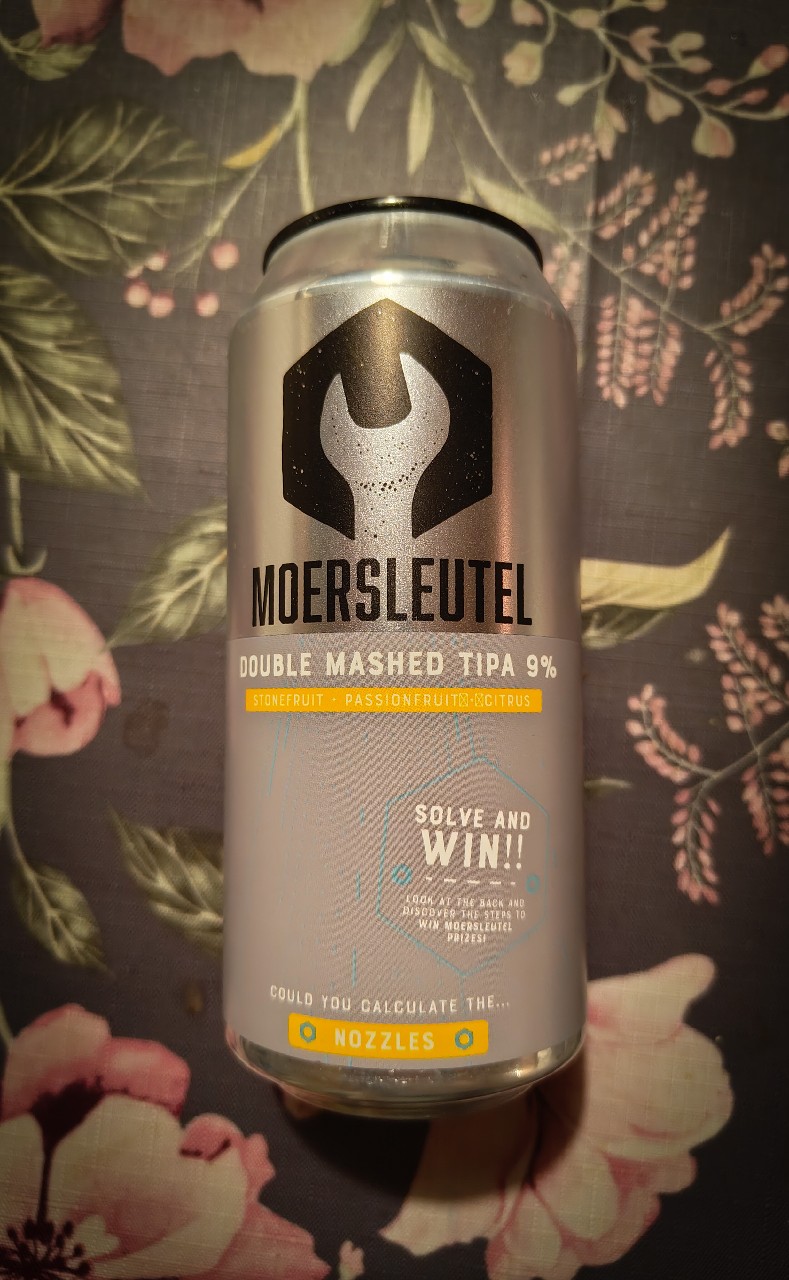 MOERSLEUTEL
DOUBLE MASHED TIPA 9%
STONEFRUIT · PASSIONFRUIT☒·☒CITRUS
SOLVE AND
WIN!!
LOOK AT THE BACK AND
DISCOVER THE STEPS TO
WIN MOERSLEUTEL
PRIZES!
COULD YOU CALCULATE THE...
NOZZLES